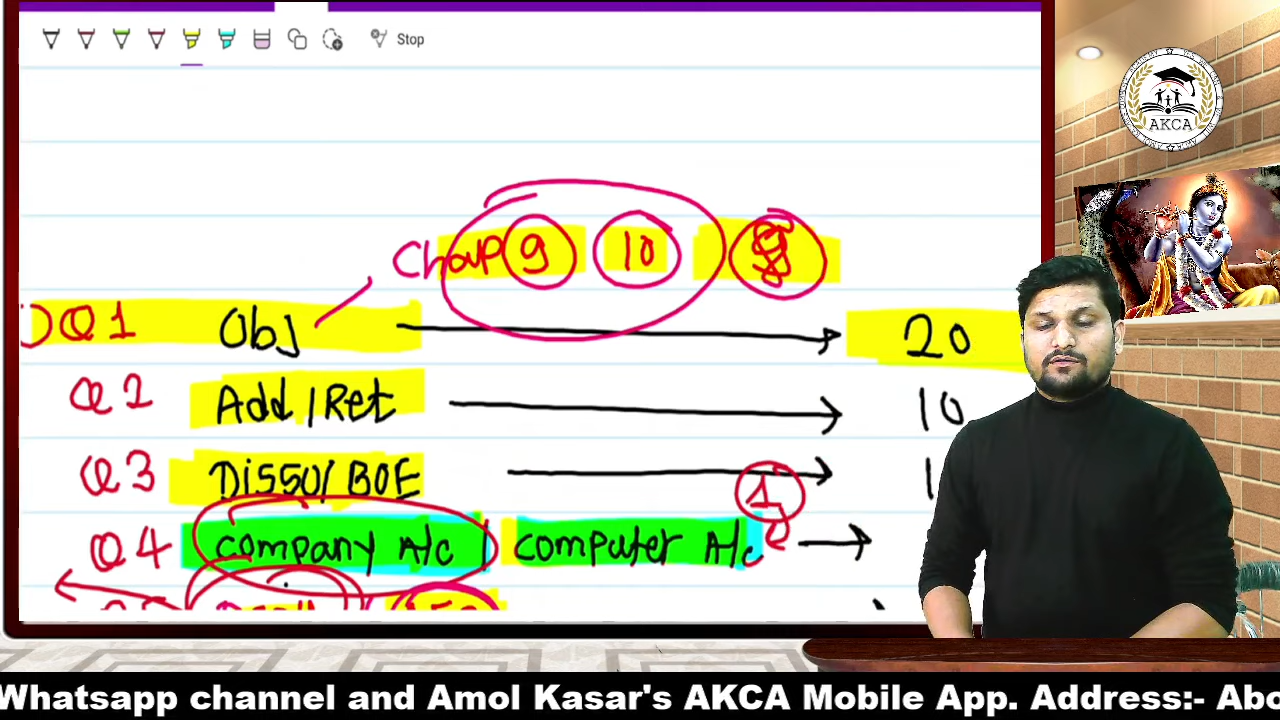 Stop
AKCA
Chap 9 10 8
Q1 Obj 20
Q2 Add/Ret 10
Q3 Disso/BOE 1
Q4 company A/c computer A/c
Whatsapp channel and Amol Kasar's AKCA Mobile App. Address:- Abo